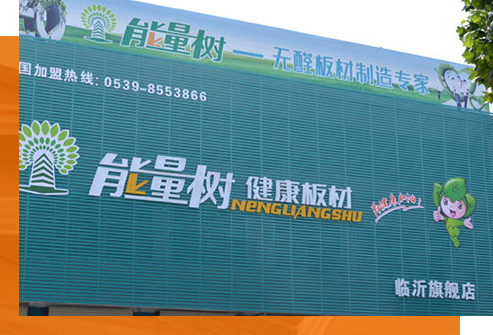 能量树—无醛板材制造专家
国加盟热线:0539-8553866
能量树 健康板材
NENGLIANGSHU
临沂旗舰店